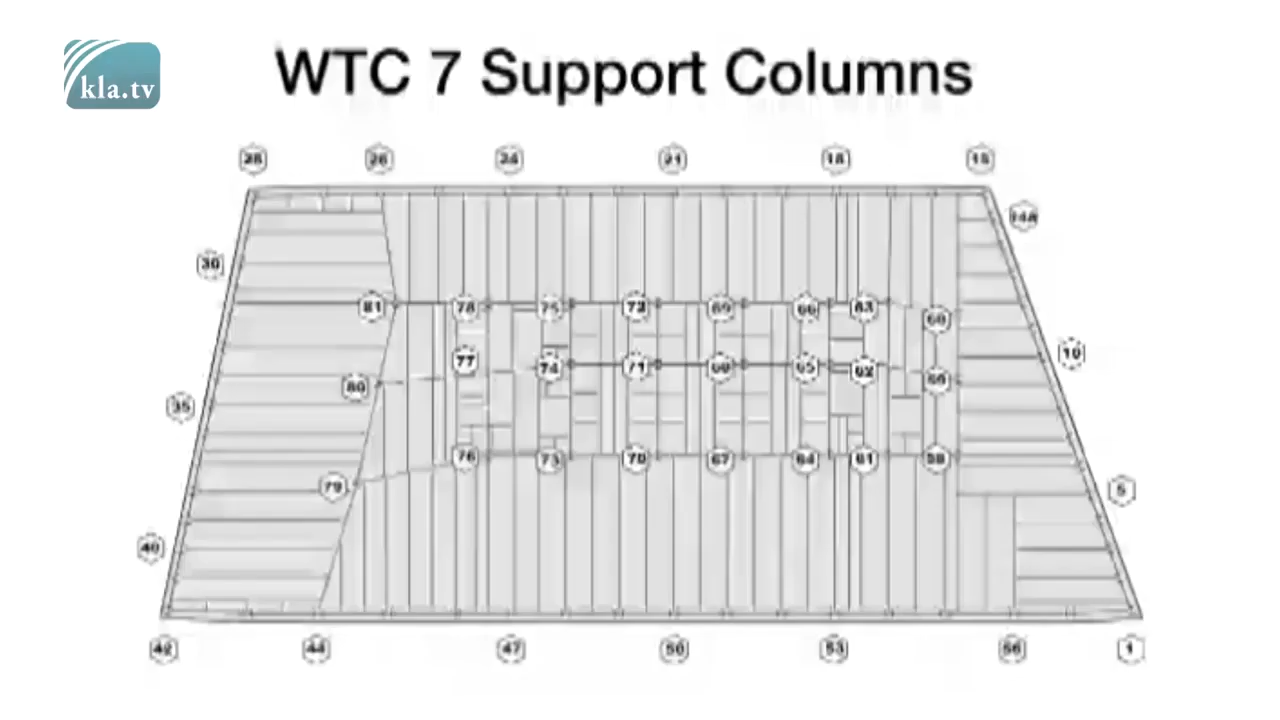 kla.tv
WTC 7 Support Columns
28 26 24 21 18 15
14A
30
81 78 75 72 69 66 63
60
10
77
74 71 68 65 62
80
35
76 73 70 67 64 61 58
79
5
40
42 44 47 50 53 56 1